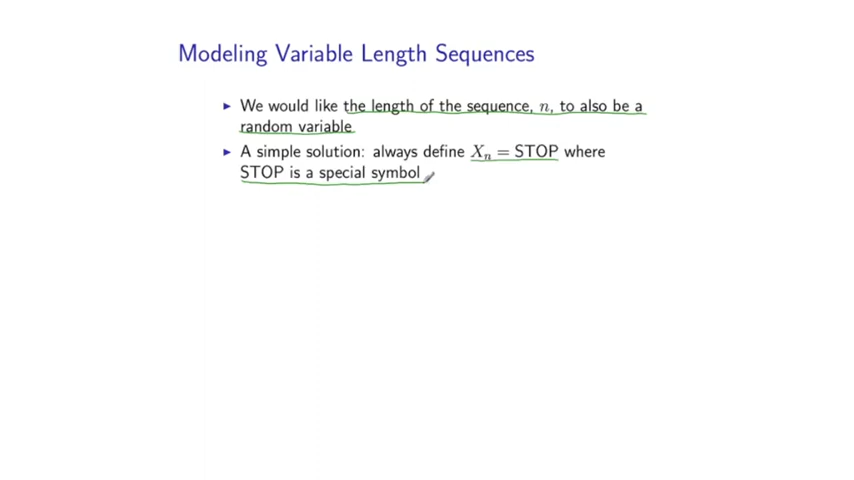 Modeling Variable Length Sequences
▶ We would like the length of the sequence, n, to also be a
random variable
▶ A simple solution: always define Xₙ = STOP where
STOP is a special symbol